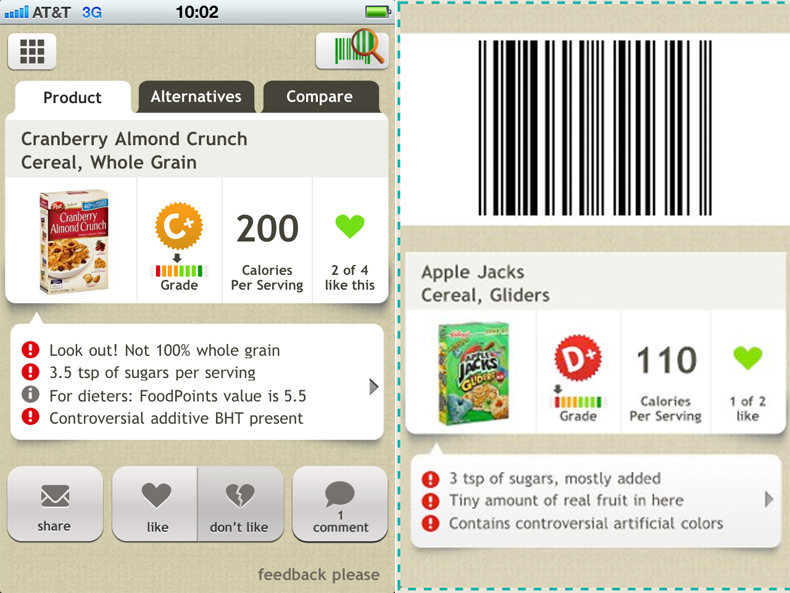 AT&T 3G 10:02
Product Alternatives Compare
Cranberry Almond Crunch
Cereal, Whole Grain
Post
Cranberry
Almond Crunch
C+
200
Grade
Calories
Per Serving
2 of 4
like this
Look out! Not 100% whole grain
3.5 tsp of sugars per serving
For dieters: FoodPoints value is 5.5
Controversial additive BHT present
share
like
don't like
1
comment
feedback please
Apple Jacks
Cereal, Gliders
Kellogg's
APPLE
JACKS
GLIDERS
D+
110
Grade
Calories
Per Serving
1 of 2
like
3 tsp of sugars, mostly added
Tiny amount of real fruit in here
Contains controversial artificial colors